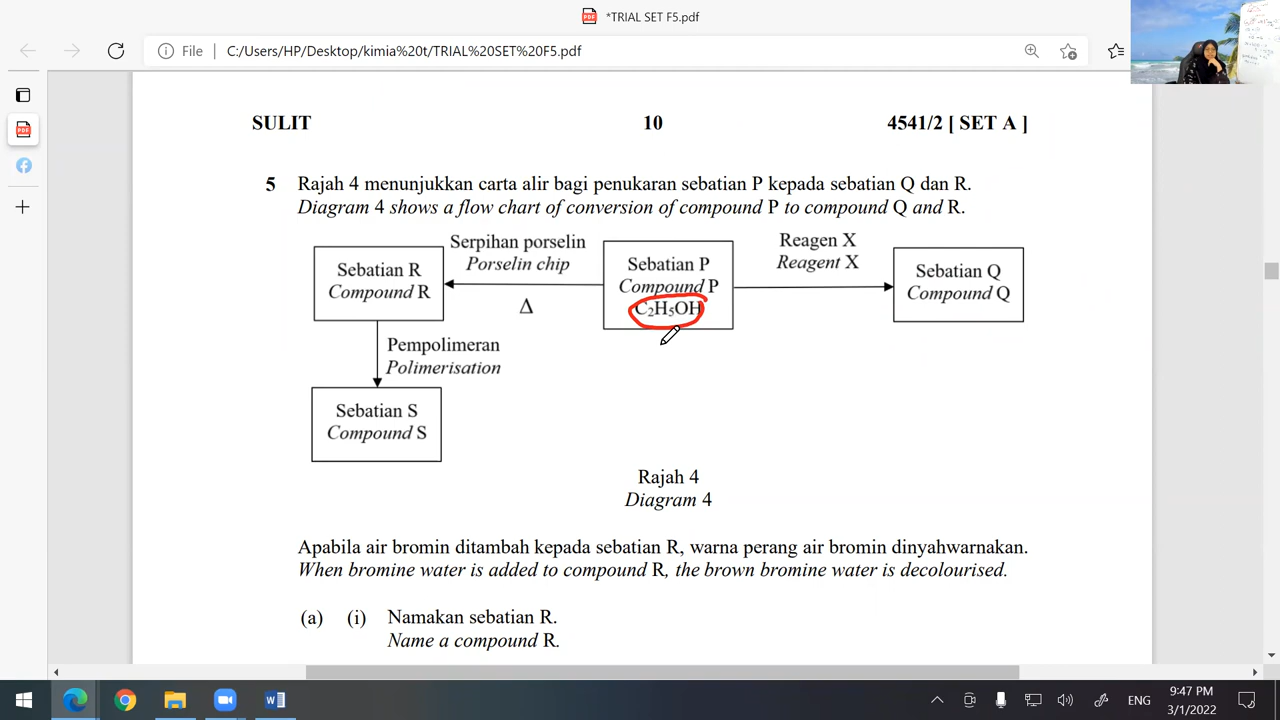 *TRIAL SET F5.pdf
File
C:/Users/HP/Desktop/kimia%20t/TRIAL%20SET%20F5.pdf
SULIT
10
4541/2 [ SET A ]
5 Rajah 4 menunjukkan carta alir bagi penukaran sebatian P kepada sebatian Q dan R.
Diagram 4 shows a flow chart of conversion of compound P to compound Q and R.
Sebatian R
Compound R
Serpihan porselin
Porselin chip
Δ
Sebatian P
Compound P
C₂H₅OH
Reagen X
Reagent X
Sebatian Q
Compound Q
Pempolimeran
Polimerisation
Sebatian S
Compound S
Rajah 4
Diagram 4
Apabila air bromin ditambah kepada sebatian R, warna perang air bromin dinyahwarnakan.
When bromine water is added to compound R, the brown bromine water is decolourised.
(a) (i) Namakan sebatian R.
Name a compound R.
ENG
9:47 PM
3/1/2022